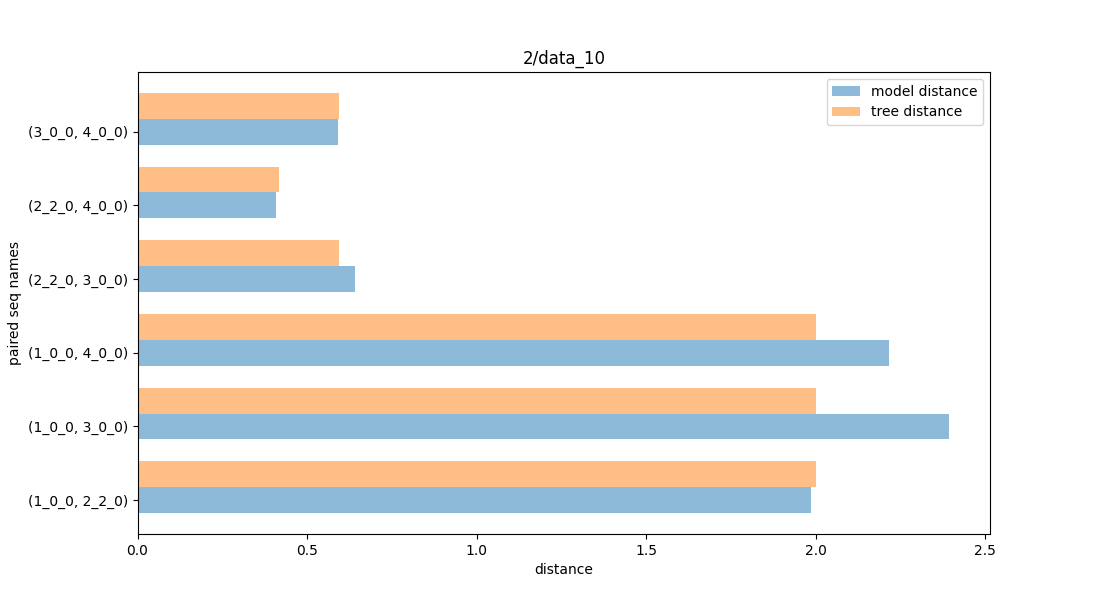 2/data_10
model distance
tree distance
(3_0_0, 4_0_0)
(2_2_0, 4_0_0)
(2_2_0, 3_0_0)
(1_0_0, 4_0_0)
(1_0_0, 3_0_0)
(1_0_0, 2_2_0)
paired seq names
0.0 0.5 1.0 1.5 2.0 2.5
distance